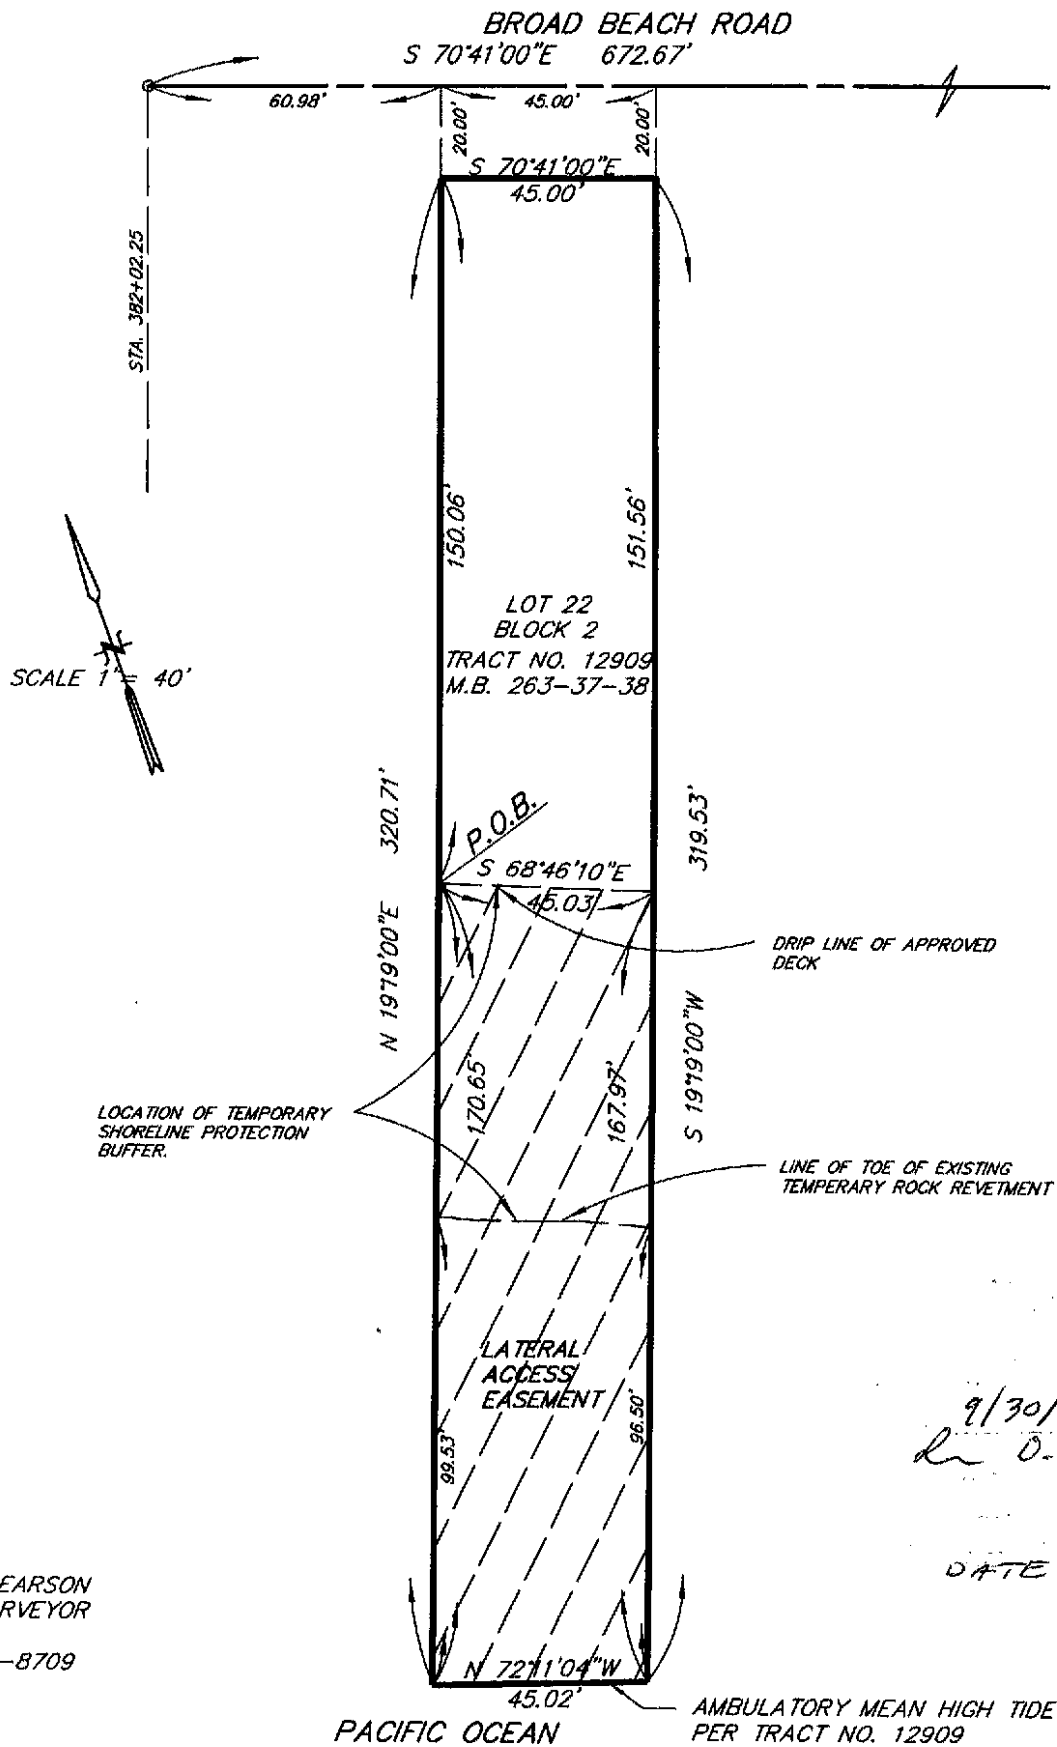 BROAD BEACH ROAD
S 70°41'00"E 672.67'
60.98'
45.00'
20.00'
20.00'
S 70°41'00"E
45.00'
STA. 382+02.25
150.06'
151.56'
LOT 22
BLOCK 2
TRACT NO. 12909
M.B. 263-37-38
SCALE 1"= 40'
N 19°19'00"E 320.71'
319.53'
S 19°19'00"W
P.O.B.
S 68°46'10"E
45.03'
DRIP LINE OF APPROVED
DECK
170.65'
167.97'
LOCATION OF TEMPORARY
SHORELINE PROTECTION
BUFFER.
LINE OF TOE OF EXISTING
TEMPERARY ROCK REVETMENT
LATERAL
ACCESS
EASEMENT
99.53'
96.50'
9/30/
DATE
EARSON
RVEYOR
-8709
N 72°11'04"W
45.02'
AMBULATORY MEAN HIGH TIDE
PER TRACT NO. 12909
PACIFIC OCEAN